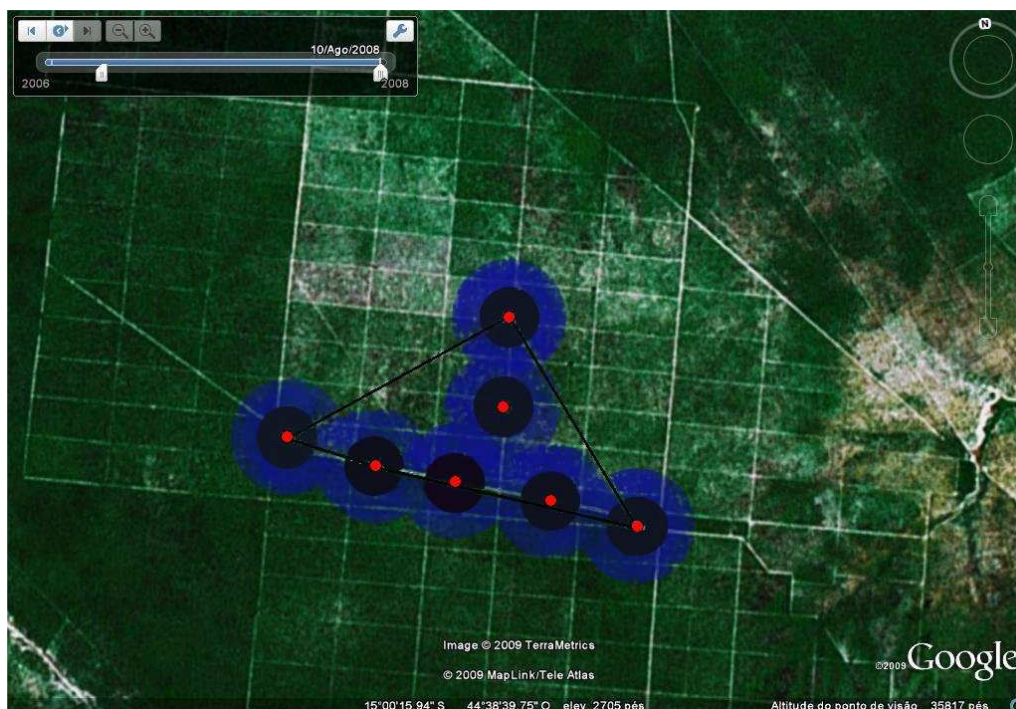 10/Ago/2008
2006
2008
N
Image © 2009 TerraMetrics
© 2009 MapLink/Tele Atlas
©2009 Google
15°00'15.94" S 44°38'39.75" O elev 2705 pés Altitude do ponto de visão 35817 pés